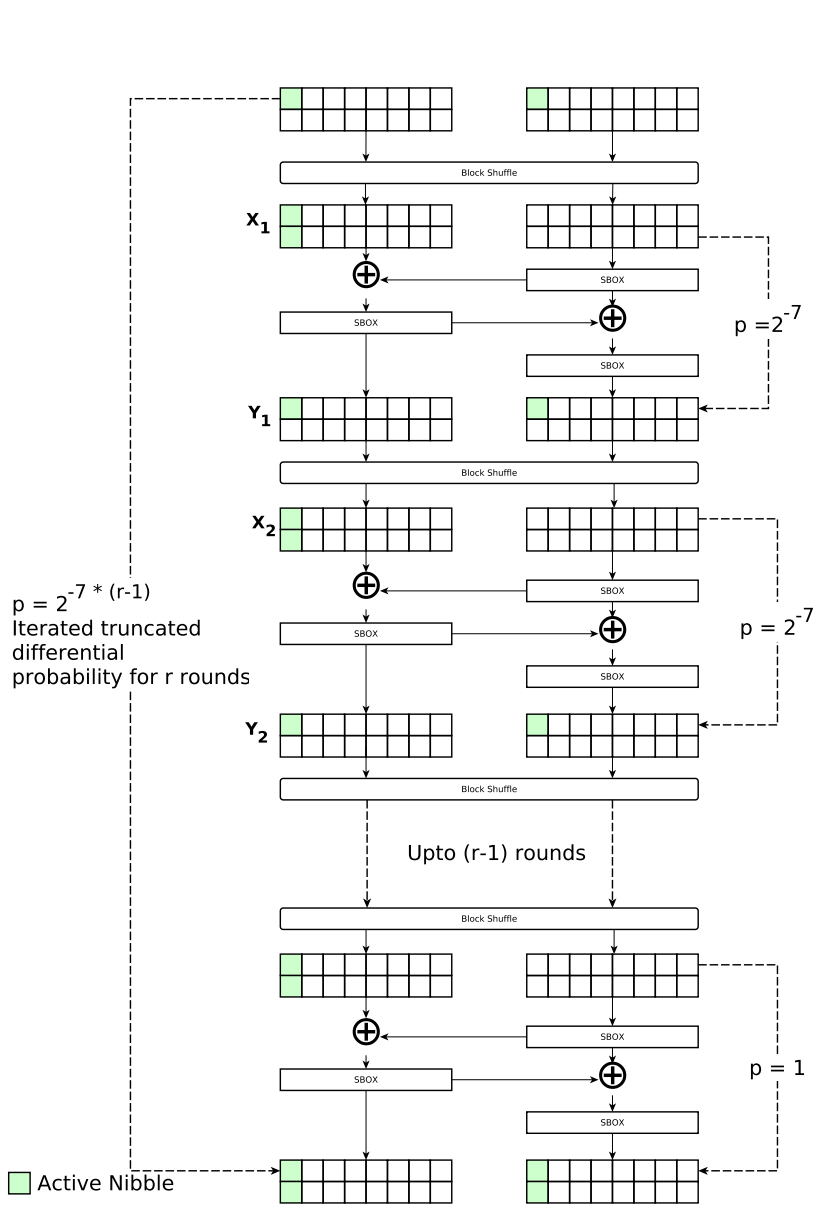 Block Shuffle
X1
SBOX
p =2-7
SBOX
SBOX
Y1
Block Shuffle
X2
SBOX
p = 2-7 * (r-1)
Iterated truncated
differential
probability for r rounds
SBOX
p = 2-7
SBOX
Y2
Block Shuffle
Upto (r-1) rounds
Block Shuffle
SBOX
SBOX
p = 1
SBOX
Active Nibble